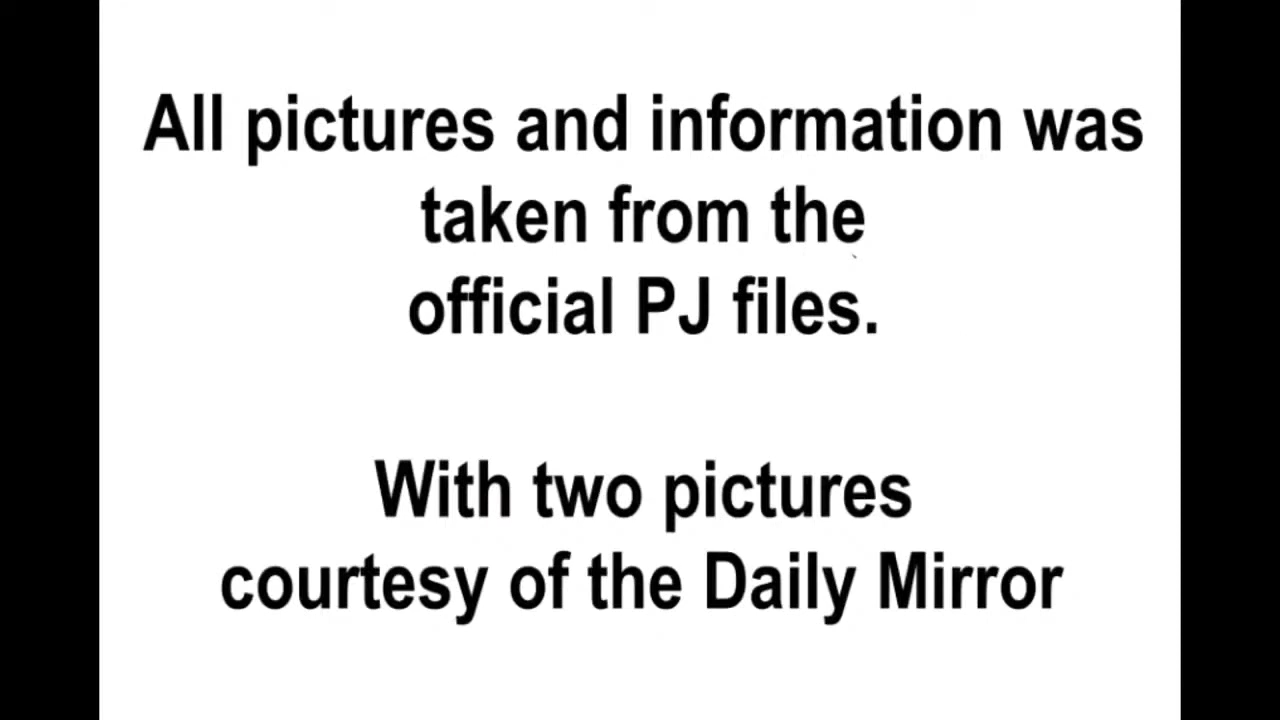 All pictures and information was
taken from the
official PJ files.
With two pictures
courtesy of the Daily Mirror